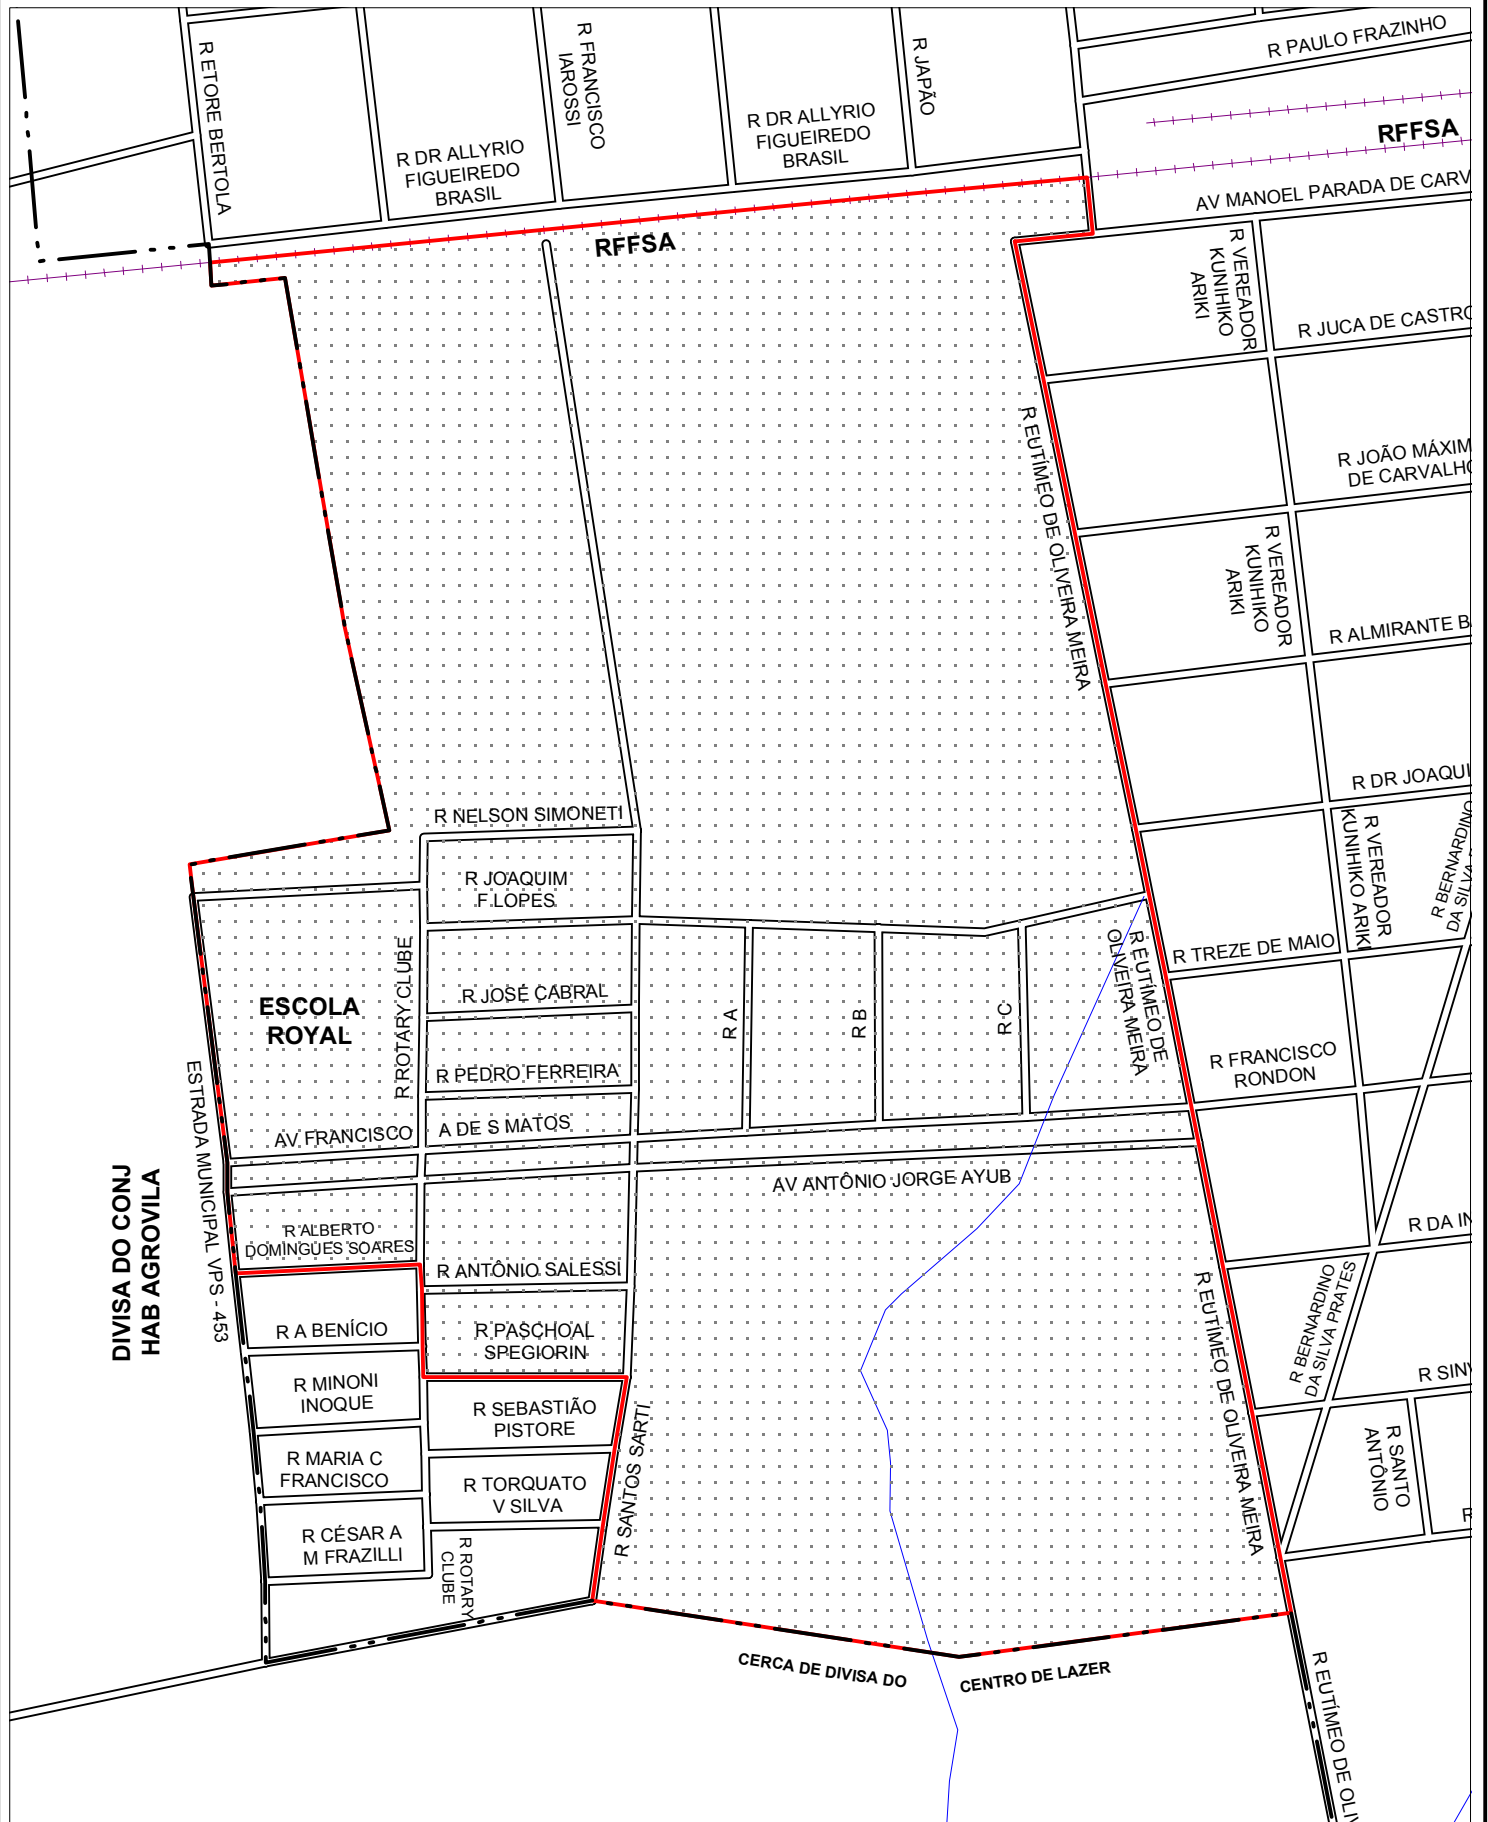 R PAULO FRAZINHO
R ETORE BERTOLA
R FRANCISCO
IAROSSI
R JAPÃO
R DR ALLYRIO
FIGUEIREDO
BRASIL
R DR ALLYRIO
FIGUEIREDO
BRASIL
RFFSA
AV MANOEL PARADA DE CARV
RFFSA
R VEREADOR
KUNIHIKO
ARIKI
R JUCA DE CASTRO
R EUTÍMEO DE OLIVEIRA MEIRA
R JOÃO MÁXIM
DE CARVALHO
R VEREADOR
KUNIHIKO
ARIKI
R ALMIRANTE B
R DR JOAQUI
R NELSON SIMONETI
R VEREADOR
KUNIHIKO ARIKI
R BERNARDINO
DA SILVA
R JOAQUIM
F LOPES
R ROTARY CLUBE
R EUTÍMEO DE
OLIVEIRA MEIRA
R TREZE DE MAIO
ESCOLA
ROYAL
R JOSÉ CABRAL
R A
R B
R C
R FRANCISCO
RONDON
R PEDRO FERREIRA
ESTRADA MUNICIPAL VPS - 453
AV FRANCISCO
A DE S MATOS
AV ANTÔNIO JORGE AYUB
DIVISA DO CONJ
HAB AGROVILA
R ALBERTO
DOMINGUES SOARES
R DA IN
R ANTÔNIO SALESSI
R EUTÍMEO DE OLIVEIRA MEIRA
R BERNARDINO
DA SILVA PRATES
R A BENÍCIO
R PASCHOAL
SPEGIORIN
R SINV
R MINONI
INOQUE
R SEBASTIÃO
PISTORE
R SANTOS SARTI
R SANTO
ANTÔNIO
R MARIA C
FRANCISCO
R TORQUATO
V SILVA
R
R CÉSAR A
M FRAZILLI
R ROTARY
CLUBE
CERCA DE DIVISA DO
CENTRO DE LAZER
R EUTÍMEO DE OLIV